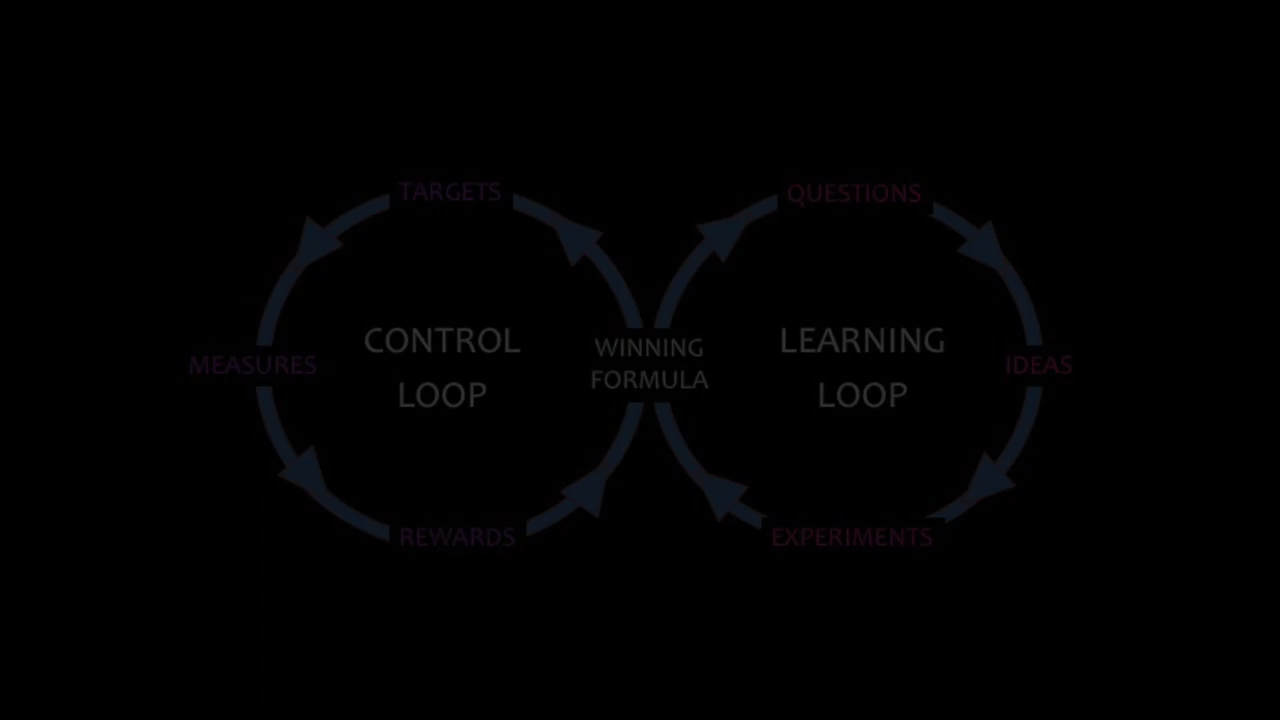 TARGETS
QUESTIONS
CONTROL
LOOP
WINNING
FORMULA
LEARNING
LOOP
MEASURES
IDEAS
REWARDS
EXPERIMENTS